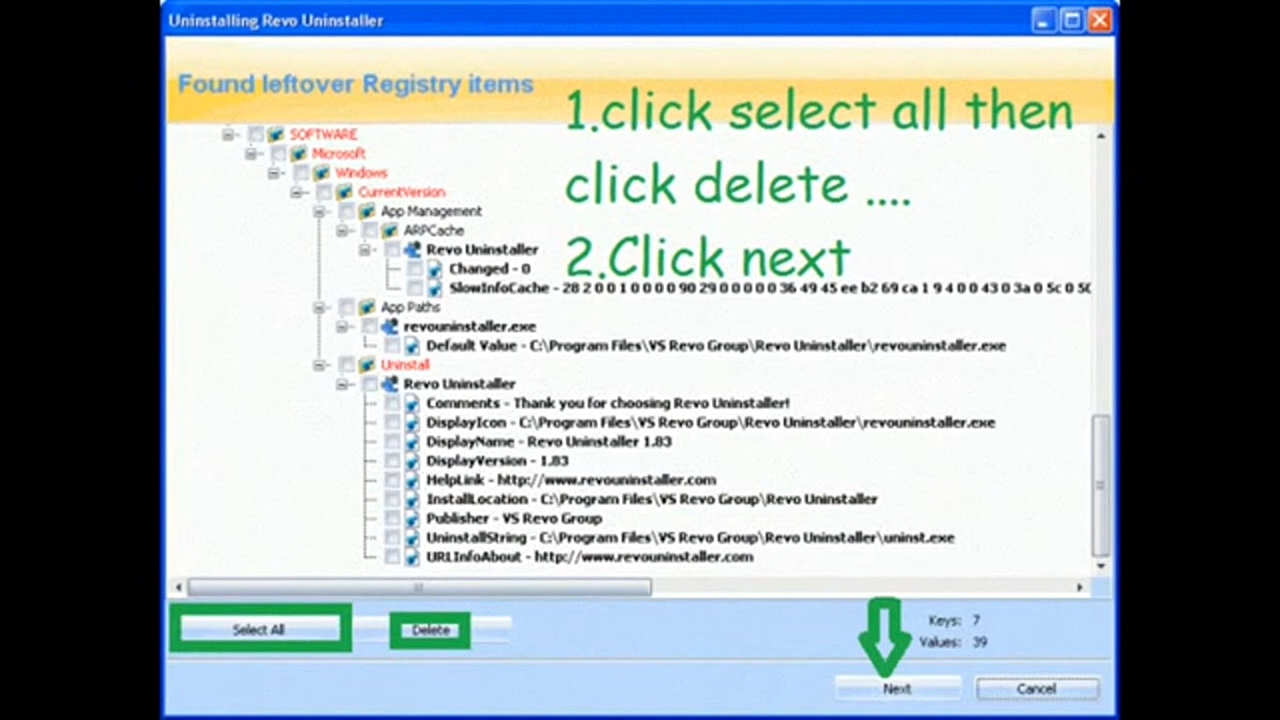 Uninstalling Revo Uninstaller
Found leftover Registry items
1.click select all then
click delete ....
2.Click next
SOFTWARE
Microsoft
Windows
CurrentVersion
App Management
ARPCache
Revo Uninstaller
Changed - 0
SlowInfoCache - 28 2 0 0 1 0 0 0 0 90 29 0 0 0 0 0 36 49 45 ee b2 69 ca 1 9 4 0 0 43 0 3a 0 5c 0 50
App Paths
revouninstaller.exe
Default Value - C:\Program Files\VS Revo Group\Revo Uninstaller\revouninstaller.exe
Uninstall
Revo Uninstaller
Comments - Thank you for choosing Revo Uninstaller!
DisplayIcon - C:\Program Files\VS Revo Group\Revo Uninstaller\revouninstaller.exe
DisplayName - Revo Uninstaller 1.83
DisplayVersion - 1.83
HelpLink - http://www.revouninstaller.com
InstallLocation - C:\Program Files\VS Revo Group\Revo Uninstaller
Publisher - VS Revo Group
UninstallString - C:\Program Files\VS Revo Group\Revo Uninstaller\uninst.exe
URLInfoAbout - http://www.revouninstaller.com
Select All
Delete
Keys: 7
Values: 39
Next
Cancel